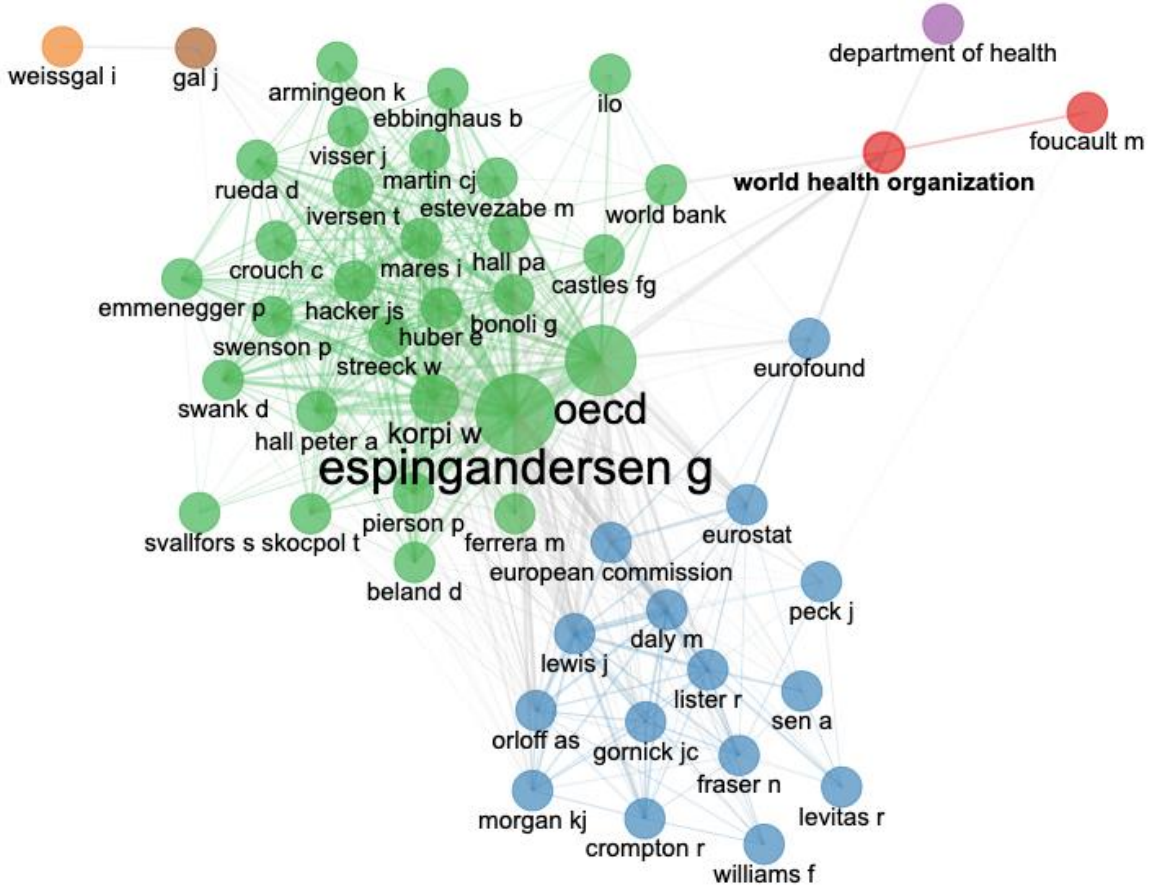 department of health
weissgal i
gal j
armingeon k
ilo
ebbinghaus b
foucault m
visser j
martin cj
world health organization
rueda d
iversen t
estevezabe m
world bank
crouch c
mares i
hall pa
castles fg
emmenegger p
hacker js
huber e
bonoli g
swenson p
streeck w
eurofound
swank d
oecd
hall peter a
korpi w
espingandersen g
pierson p
eurostat
svallfors s
skocpol t
ferrera m
european commission
beland d
peck j
daly m
lewis j
lister r
sen a
orloff as
gornick jc
fraser n
levitas r
morgan kj
crompton r
williams f